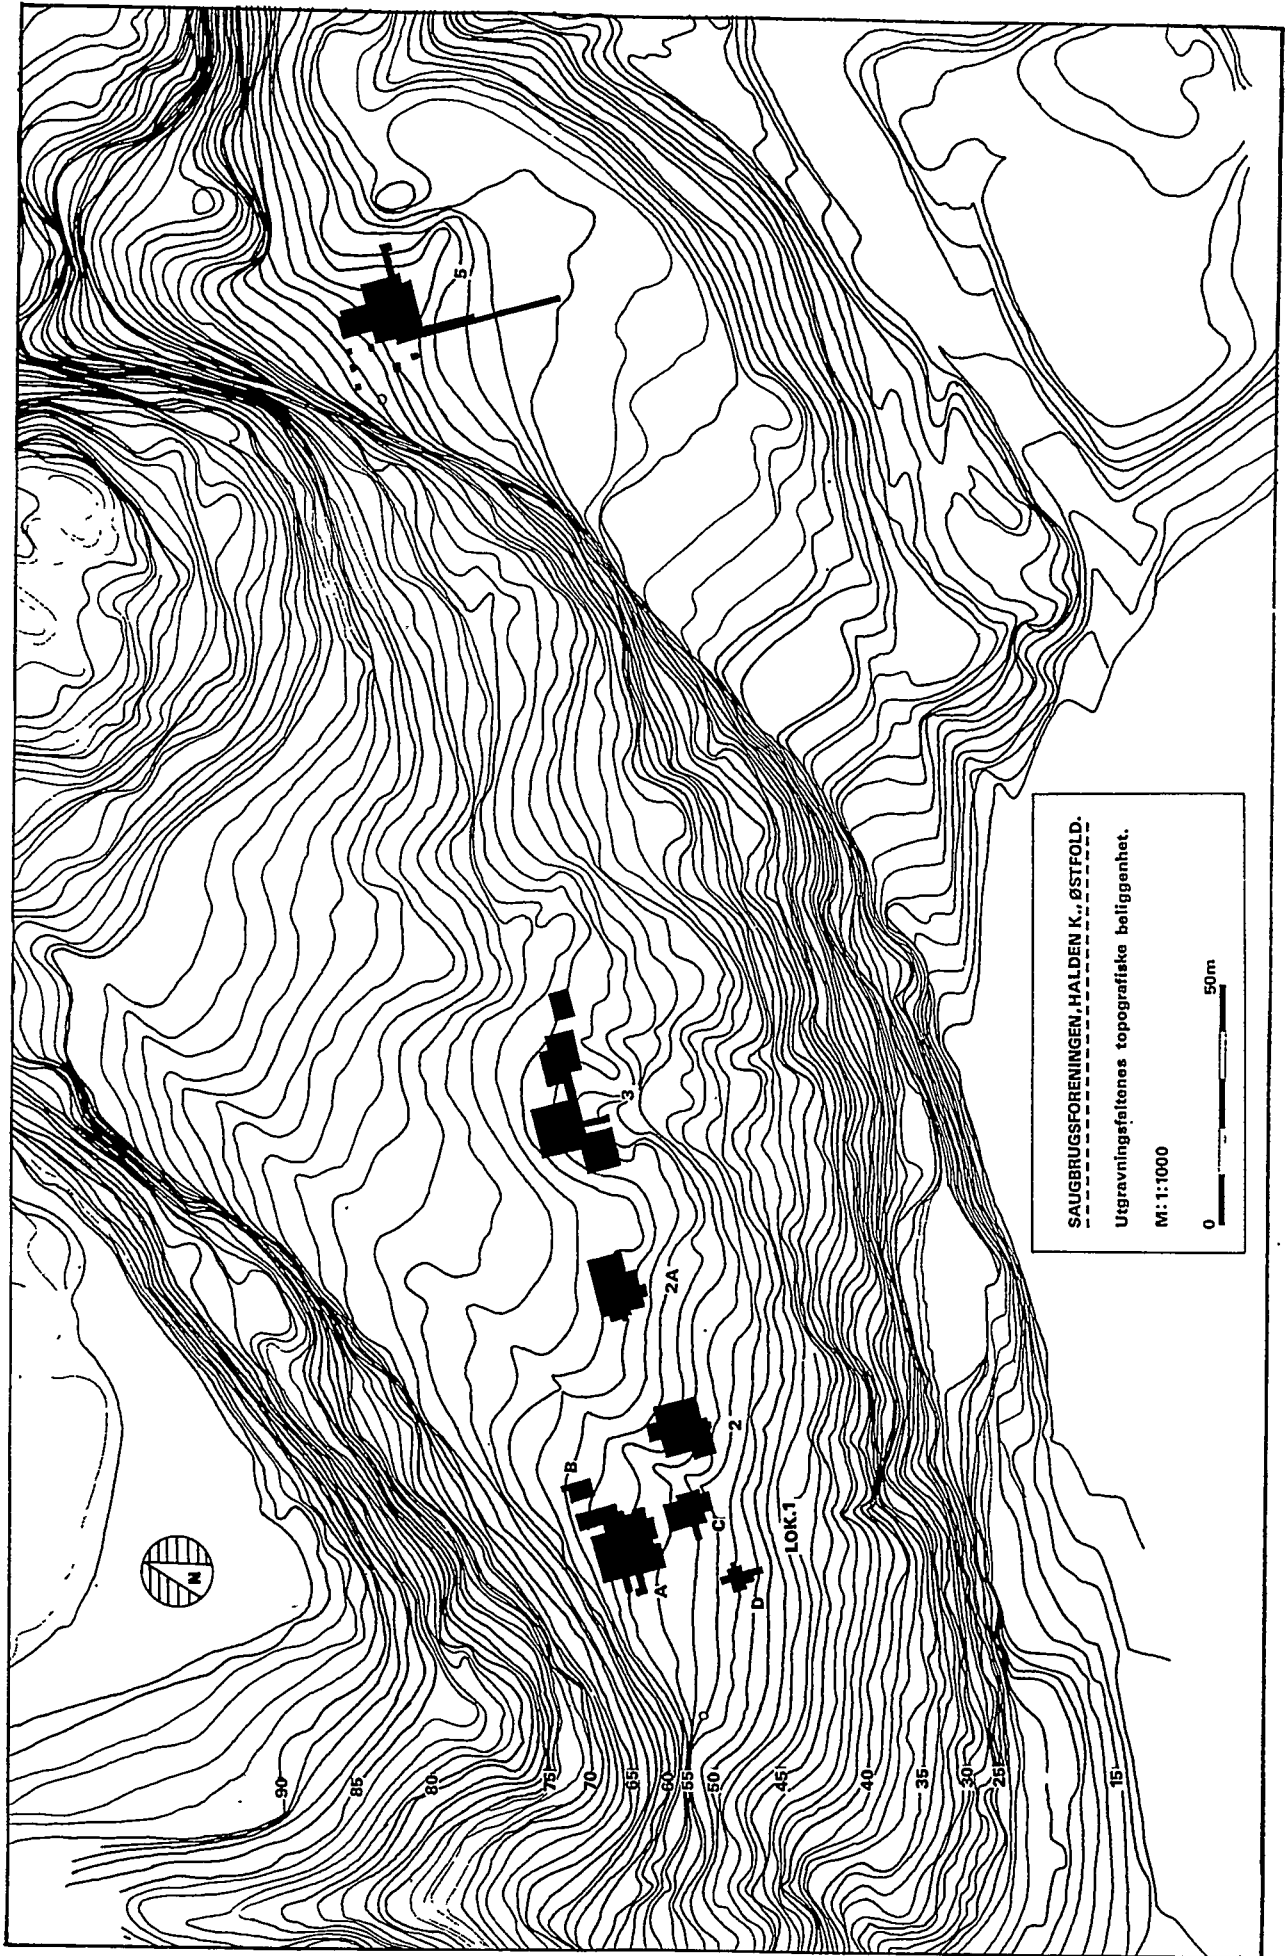 5
3
2A
2
B
A
C
D
LOK.1
N
90
85
80
75
70
65
60
55
50
45
40
35
30
25
15
SAUGBRUGSFORENINGEN, HALDEN K., ØSTFOLD.
Utgravningsfeltenes topografiske beliggenhet.
M: 1:1000
0 50m